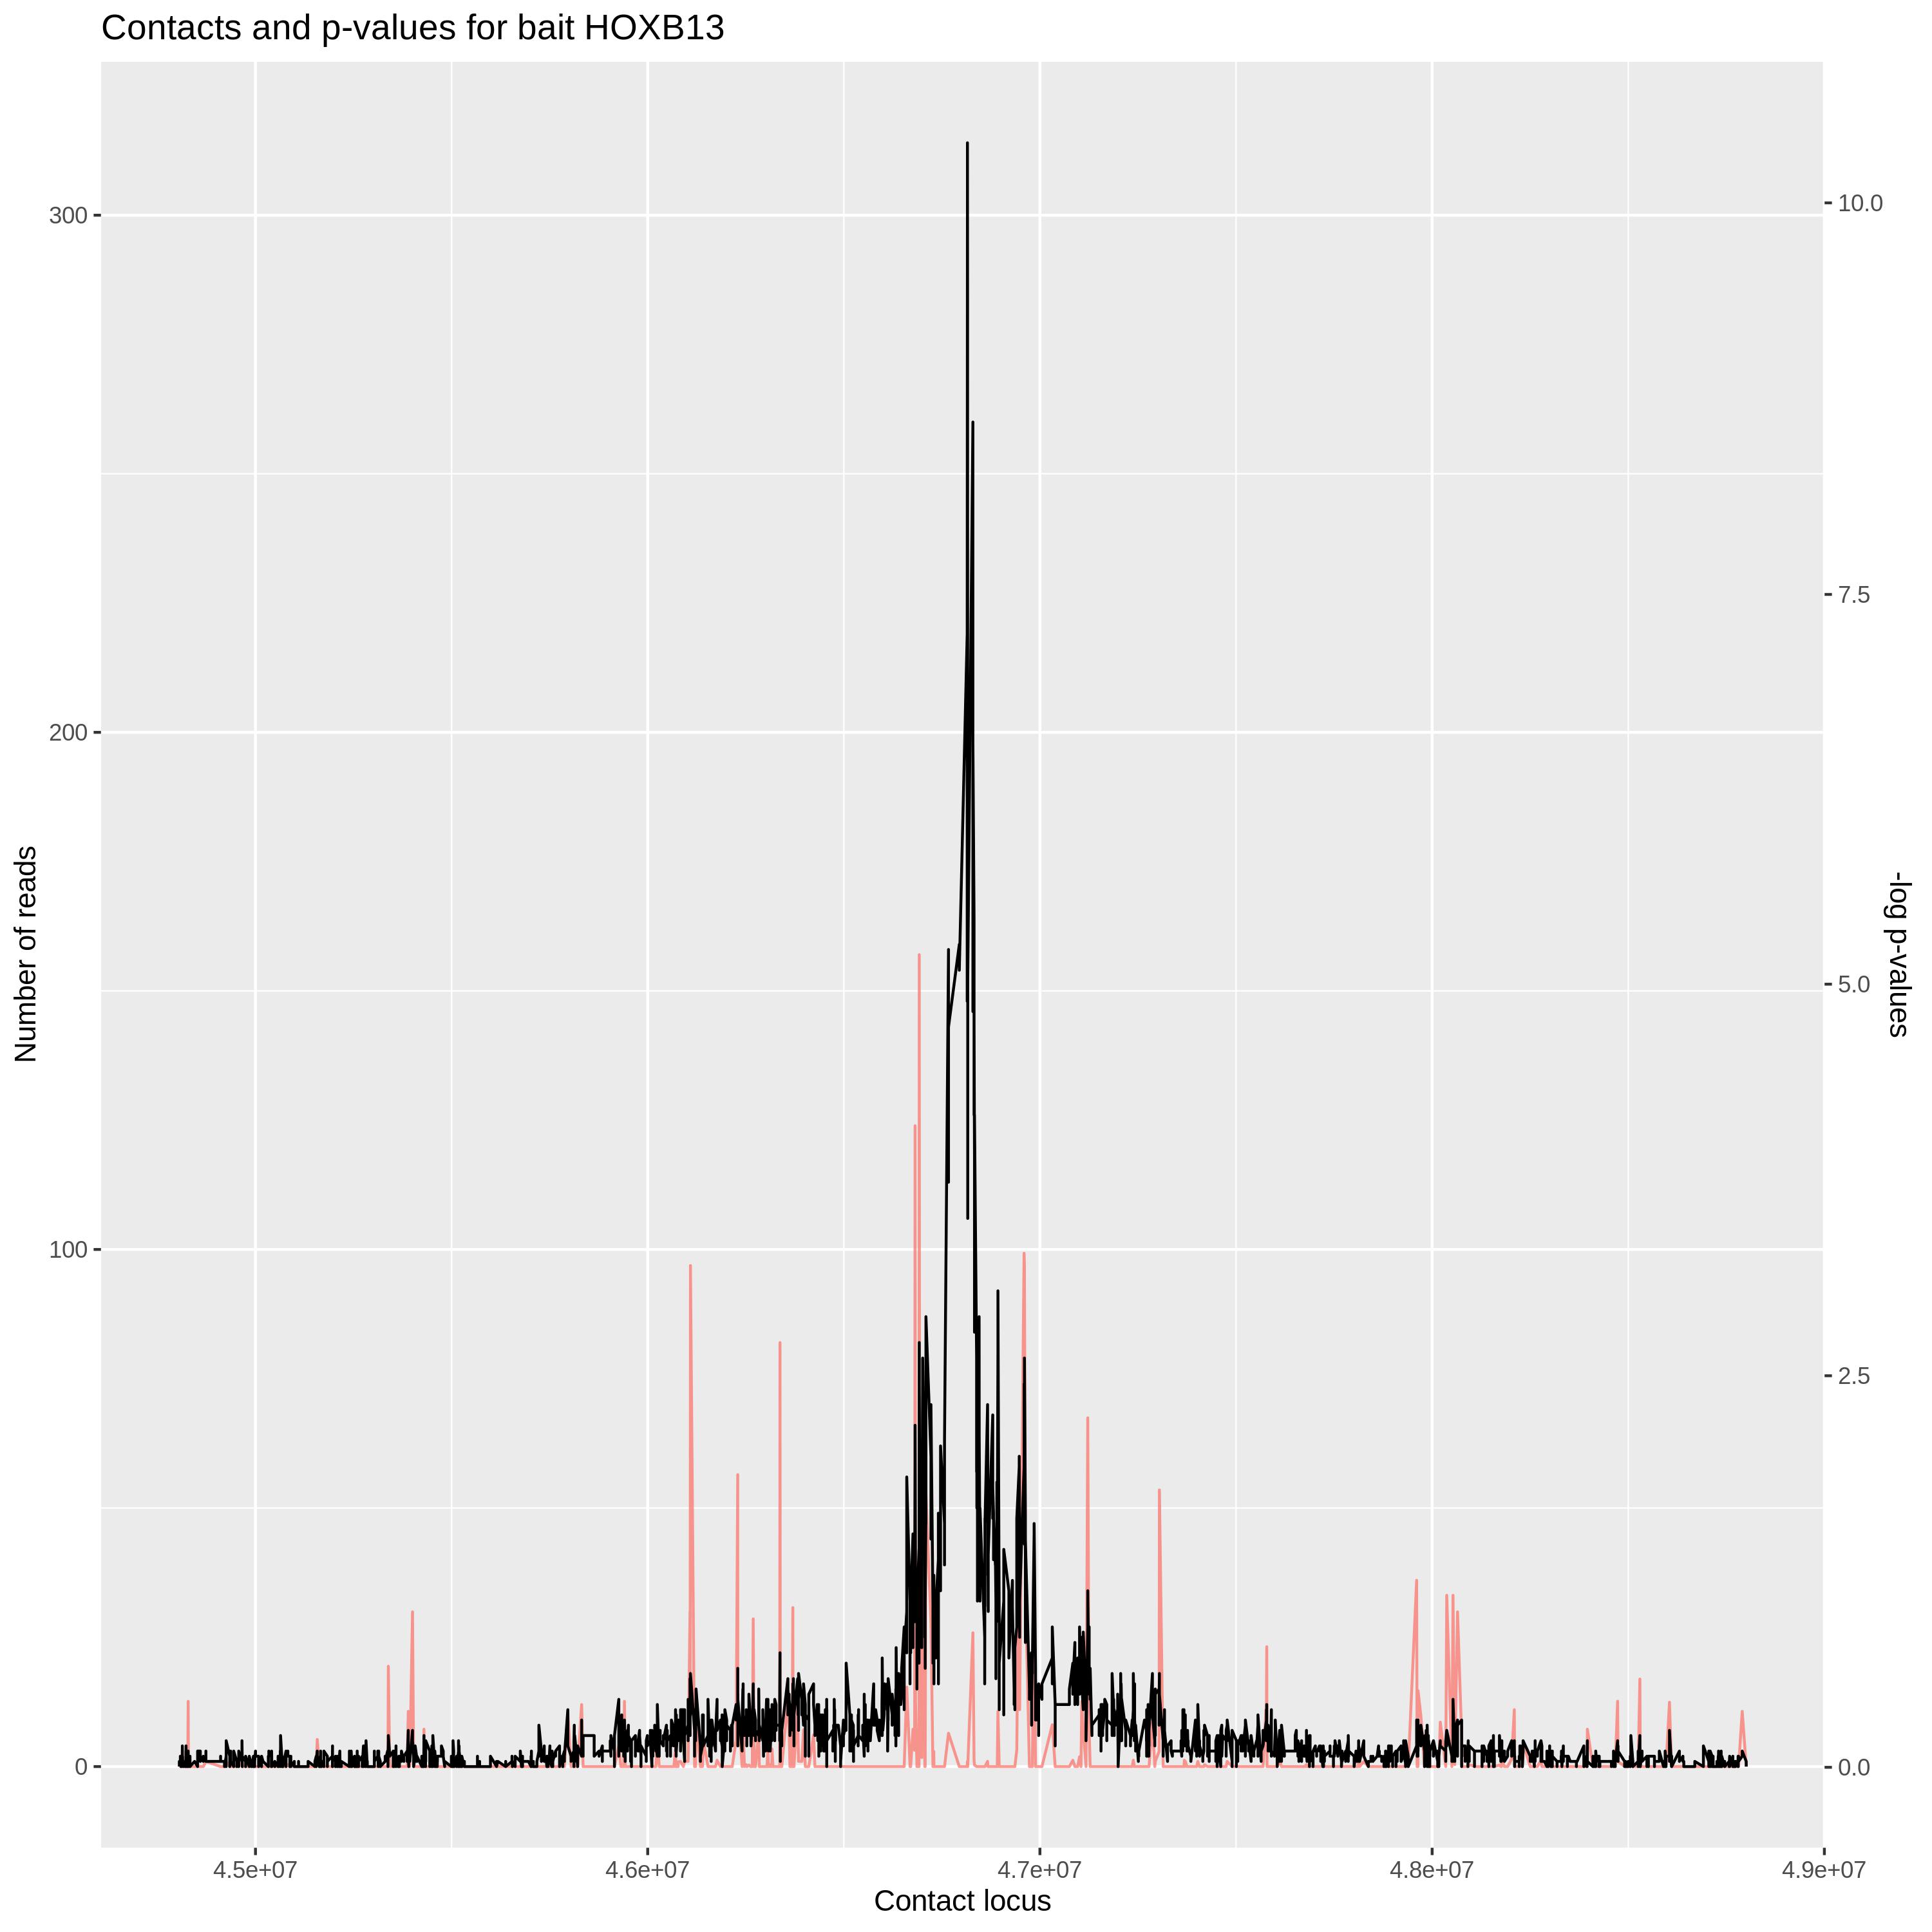 Contacts and p-values for bait HOXB13
300
200
100
0
Number of reads
10.0
7.5
5.0
2.5
0.0
-log p-values
4.5e+07
4.6e+07
4.7e+07
4.8e+07
4.9e+07
Contact locus